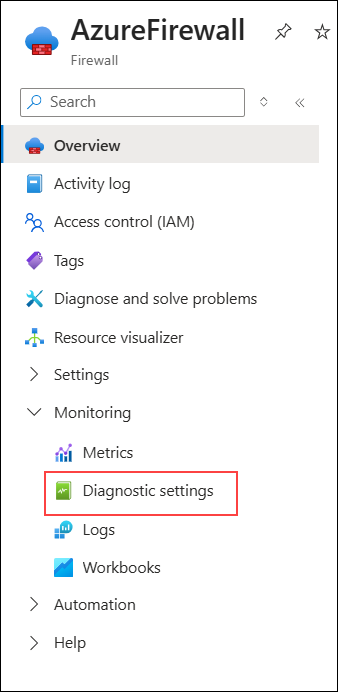 AzureFirewall
Firewall
Search
Overview
Activity log
Access control (IAM)
Tags
Diagnose and solve problems
Resource visualizer
Settings
Monitoring
Metrics
Diagnostic settings
Logs
Workbooks
Automation
Help